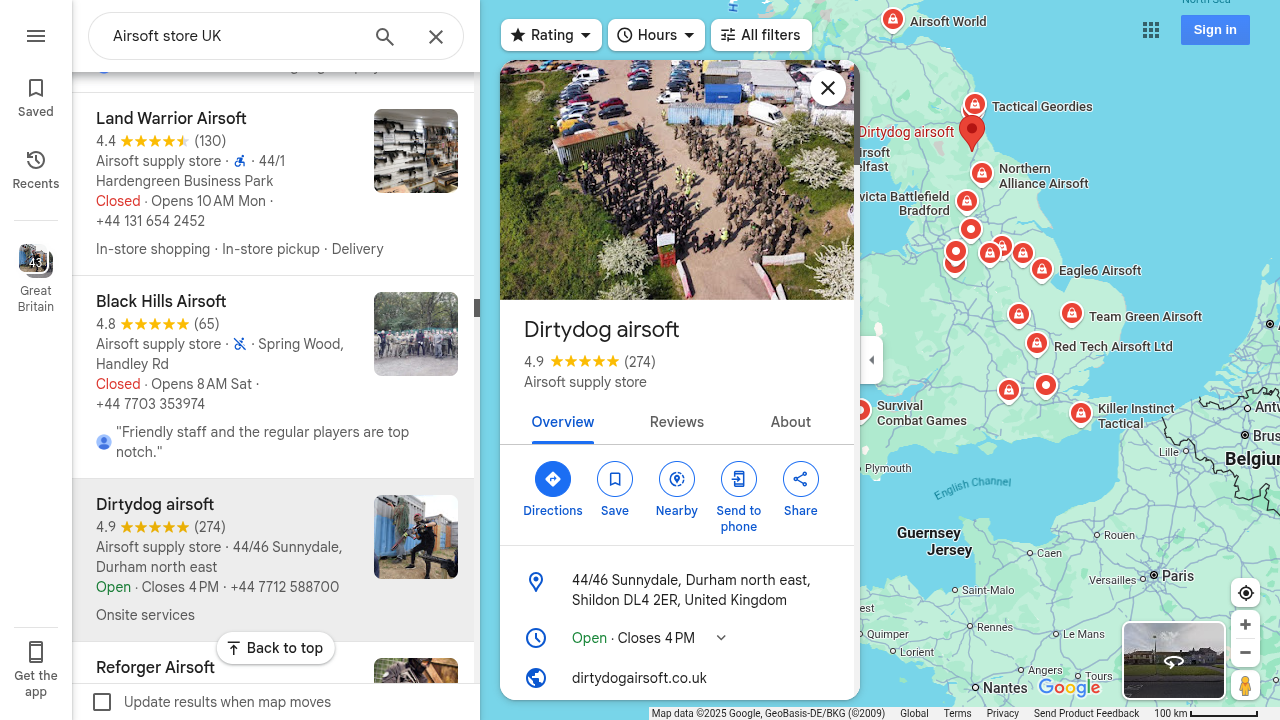 Airsoft store UK
Saved
Recents
43
Great
Britain
Get the
app
Land Warrior Airsoft
4.4 (130)
Airsoft supply store · · 44/1
Hardengreen Business Park
Closed · Opens 10 AM Mon ·
+44 131 654 2452
In-store shopping · In-store pickup · Delivery
Black Hills Airsoft
4.8 (65)
Airsoft supply store · · Spring Wood,
Handley Rd
Closed · Opens 8 AM Sat ·
+44 7703 353974
"Friendly staff and the regular players are top
notch."
Dirtydog airsoft
4.9 (274)
Airsoft supply store · 44/46 Sunnydale,
Durham north east
Open · Closes 4 PM · +44 7712 588700
Onsite services
Back to top
Reforger Airsoft
Update results when map moves
Rating
Hours
All filters
Dirtydog airsoft
4.9 (274)
Airsoft supply store
Overview
Reviews
About
Directions
Save
Nearby
Send to
phone
Share
44/46 Sunnydale, Durham north east,
Shildon DL4 2ER, United Kingdom
Open · Closes 4 PM
dirtydogairsoft.co.uk
Sign in
North Sea
Airsoft World
Tactical Geordies
Dirtydog airsoft
irsoft
elfast
Northern
Alliance Airsoft
victa Battlefield
Bradford
Eagle6 Airsoft
Team Green Airsoft
Red Tech Airsoft Ltd
Survival
Combat Games
Killer Instinct
Tactical
Antw
Brus
Lille
Belgium
Plymouth
English Channel
Guernsey
Jersey
Rouen
Caen
Versailles
Paris
Saint-Malo
est
Quimper
Rennes
Le Mans
Lorient
Angers
Tours
Nantes
Google
Map data ©2025 Google, GeoBasis-DE/BKG (©2009)
Global
Terms
Privacy
Send Product Feedback
100 km